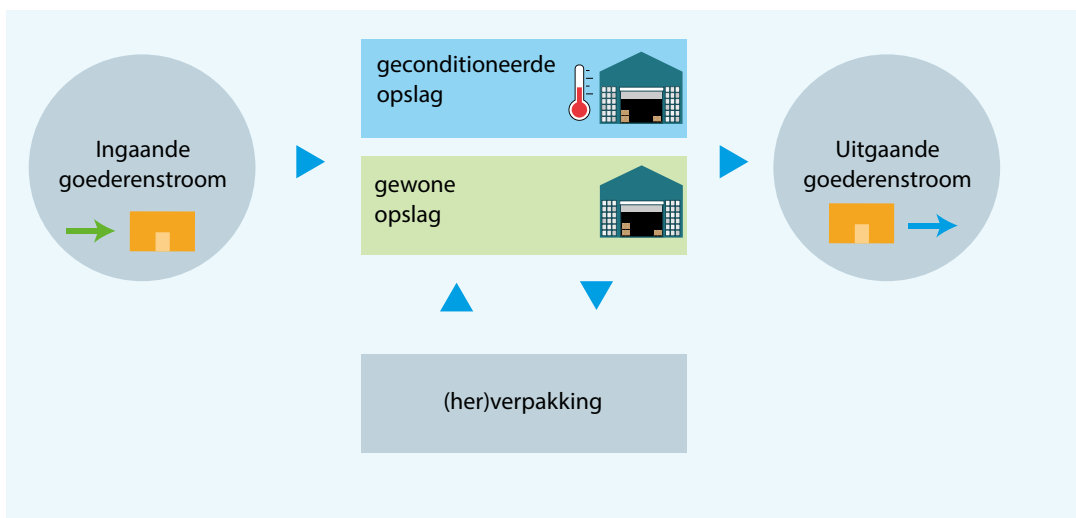 Ingaande
goederenstroom
geconditioneerde
opslag
gewone
opslag
(her)verpakking
Uitgaande
goederenstroom